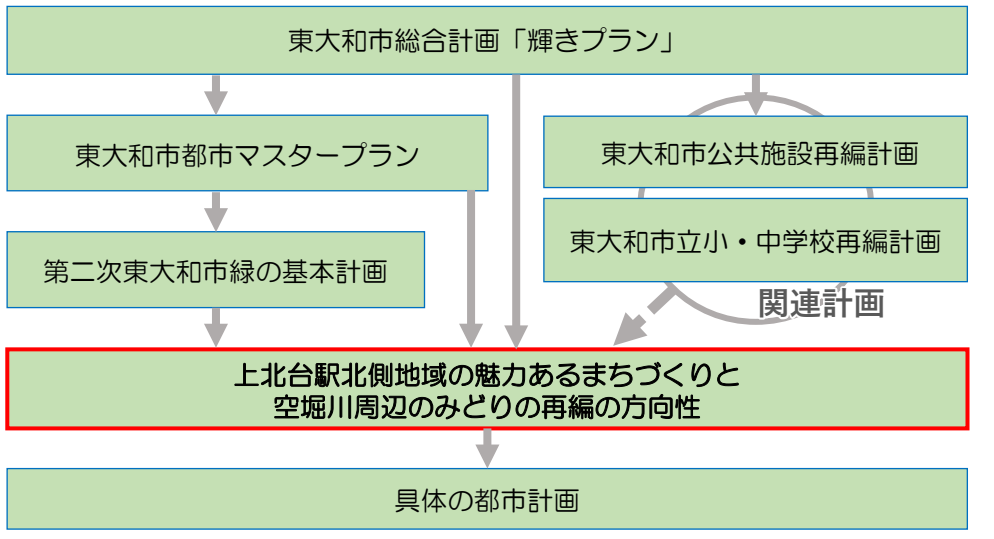 東大和市総合計画「輝きプラン」
東大和市都市マスタープラン
東大和市公共施設再編計画
東大和市立小・中学校再編計画
第二次東大和市緑の基本計画
関連計画
上北台駅北側地域の魅力あるまちづくりと
空堀川周辺のみどりの再編の方向性
具体の都市計画